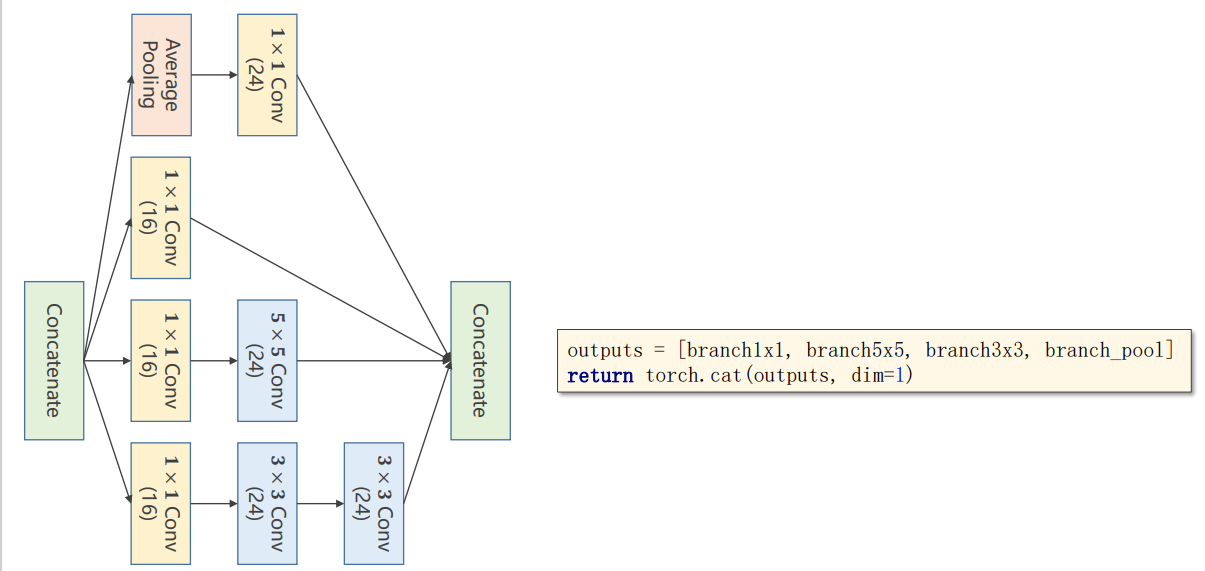 Average
Pooling
1 × 1 Conv
(24)
1 × 1 Conv
(16)
Concatenate
1 × 1 Conv
(16)
5 × 5 Conv
(24)
Concatenate
1 × 1 Conv
(16)
3 × 3 Conv
(24)
3 × 3 Conv
(24)
outputs = [branch1x1, branch5x5, branch3x3, branch_pool]
return torch.cat(outputs, dim=1)